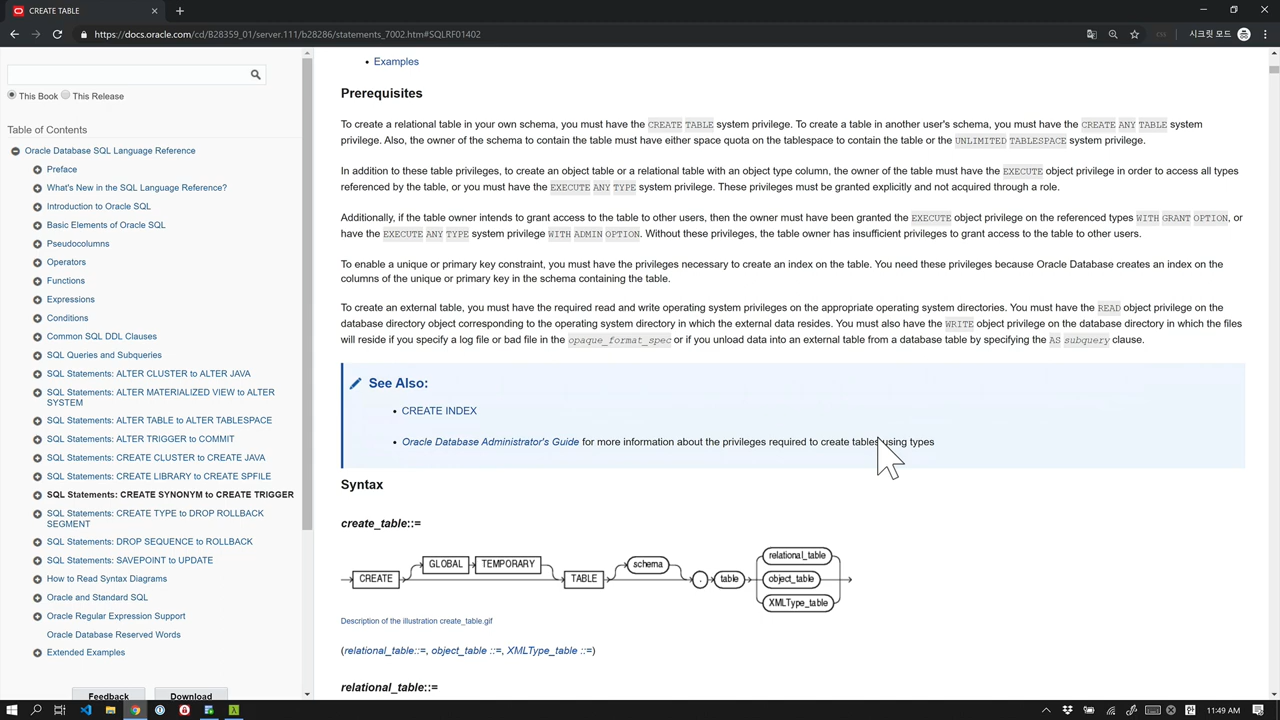 CREATE TABLE
https://docs.oracle.com/cd/B28359_01/server.111/b28286/statements_7002.htm#SQLRF01402
시크릿 모드
This Book This Release
Table of Contents
Oracle Database SQL Language Reference
Preface
What's New in the SQL Language Reference?
Introduction to Oracle SQL
Basic Elements of Oracle SQL
Pseudocolumns
Operators
Functions
Expressions
Conditions
Common SQL DDL Clauses
SQL Queries and Subqueries
SQL Statements: ALTER CLUSTER to ALTER JAVA
SQL Statements: ALTER MATERIALIZED VIEW to ALTER
SYSTEM
SQL Statements: ALTER TABLE to ALTER TABLESPACE
SQL Statements: ALTER TRIGGER to COMMIT
SQL Statements: CREATE CLUSTER to CREATE JAVA
SQL Statements: CREATE LIBRARY to CREATE SPFILE
SQL Statements: CREATE SYNONYM to CREATE TRIGGER
SQL Statements: CREATE TYPE to DROP ROLLBACK
SEGMENT
SQL Statements: DROP SEQUENCE to ROLLBACK
SQL Statements: SAVEPOINT to UPDATE
How to Read Syntax Diagrams
Oracle and Standard SQL
Oracle Regular Expression Support
Oracle Database Reserved Words
Extended Examples
Feedback Download
• Examples
Prerequisites
To create a relational table in your own schema, you must have the CREATE TABLE system privilege. To create a table in another user's schema, you must have the CREATE ANY TABLE system
privilege. Also, the owner of the schema to contain the table must have either space quota on the tablespace to contain the table or the UNLIMITED TABLESPACE system privilege.
In addition to these table privileges, to create an object table or a relational table with an object type column, the owner of the table must have the EXECUTE object privilege in order to access all types
referenced by the table, or you must have the EXECUTE ANY TYPE system privilege. These privileges must be granted explicitly and not acquired through a role.
Additionally, if the table owner intends to grant access to the table to other users, then the owner must have been granted the EXECUTE object privilege on the referenced types WITH GRANT OPTION, or
have the EXECUTE ANY TYPE system privilege WITH ADMIN OPTION. Without these privileges, the table owner has insufficient privileges to grant access to the table to other users.
To enable a unique or primary key constraint, you must have the privileges necessary to create an index on the table. You need these privileges because Oracle Database creates an index on the
columns of the unique or primary key in the schema containing the table.
To create an external table, you must have the required read and write operating system privileges on the appropriate operating system directories. You must have the READ object privilege on the
database directory object corresponding to the operating system directory in which the external data resides. You must also have the WRITE object privilege on the database directory in which the files
will reside if you specify a log file or bad file in the opaque_format_spec or if you unload data into an external table from a database table by specifying the AS subquery clause.
See Also:
• CREATE INDEX
• Oracle Database Administrator's Guide for more information about the privileges required to create tables using types
Syntax
create_table::=
CREATE GLOBAL TEMPORARY TABLE schema . table relational_table
object_table
XMLType_table
Description of the illustration create_table.gif
(relational_table::=, object_table ::=, XMLType_table ::=)
relational_table::=
11:49 AM